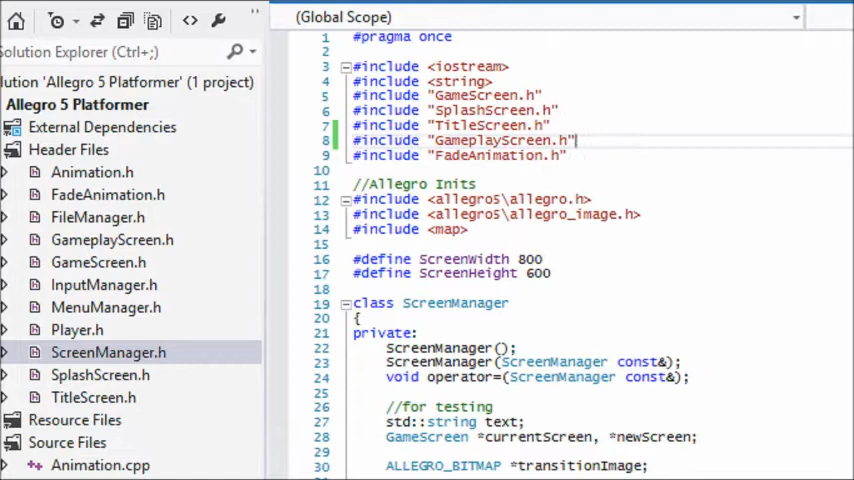 Solution Explorer (Ctrl+;)
lution 'Allegro 5 Platformer' (1 project)
Allegro 5 Platformer
External Dependencies
Header Files
Animation.h
FadeAnimation.h
FileManager.h
GameplayScreen.h
GameScreen.h
InputManager.h
MenuManager.h
Player.h
ScreenManager.h
SplashScreen.h
TitleScreen.h
Resource Files
Source Files
Animation.cpp
(Global Scope)
1 #pragma once
2
3 #include <iostream>
4 #include <string>
5 #include "GameScreen.h"
6 #include "SplashScreen.h"
7 #include "TitleScreen.h"
8 #include "GameplayScreen.h"
9 #include "FadeAnimation.h"
10
11 //Allegro Inits
12 #include <allegro5\allegro.h>
13 #include <allegro5\allegro_image.h>
14 #include <map>
15
16 #define ScreenWidth 800
17 #define ScreenHeight 600
18
19 class ScreenManager
20 {
21 private:
22 ScreenManager();
23 ScreenManager(ScreenManager const&);
24 void operator=(ScreenManager const&);
25
26 //for testing
27 std::string text;
28 GameScreen *currentScreen, *newScreen;
29
30 ALLEGRO_BITMAP *transitionImage;